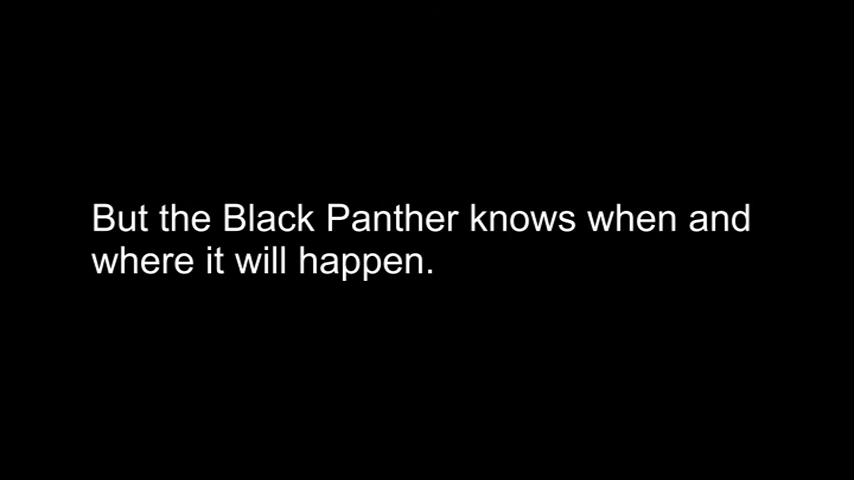 But the Black Panther knows when and
where it will happen.